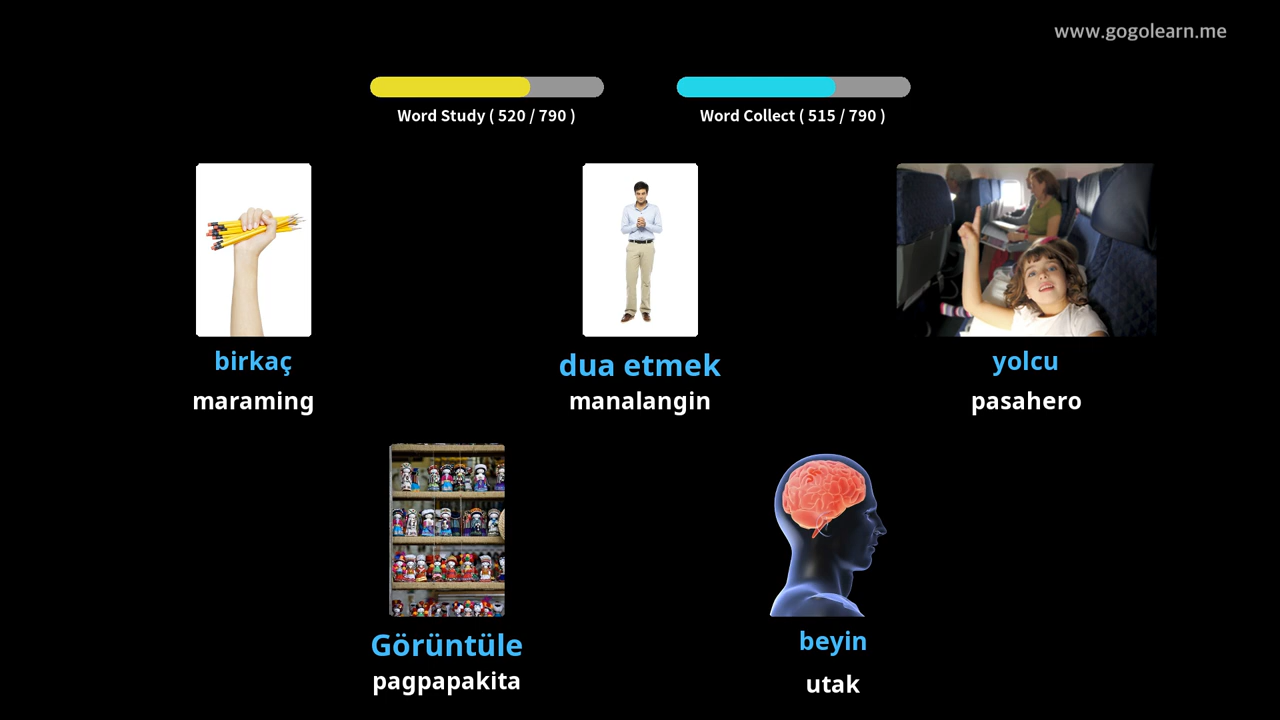 www.gogolearn.me
Word Study ( 520 / 790 )
Word Collect ( 515 / 790 )
birkaç
maraming
dua etmek
manalangin
yolcu
pasahero
Görüntüle
pagpapakita
beyin
utak